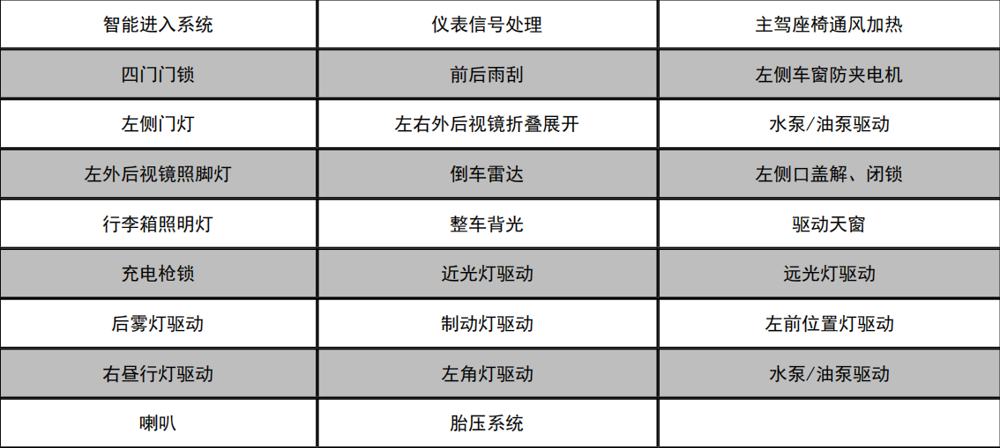 智能进入系统 仪表信号处理 主驾座椅通风加热
四门门锁 前后雨刮 左侧车窗防夹电机
左侧门灯 左右外后视镜折叠展开 水泵/油泵驱动
左外后视镜照脚灯 倒车雷达 左侧口盖解、闭锁
行李箱照明灯 整车背光 驱动天窗
充电枪锁 近光灯驱动 远光灯驱动
后雾灯驱动 制动灯驱动 左前位置灯驱动
右昼行灯驱动 左角灯驱动 水泵/油泵驱动
喇叭 胎压系统